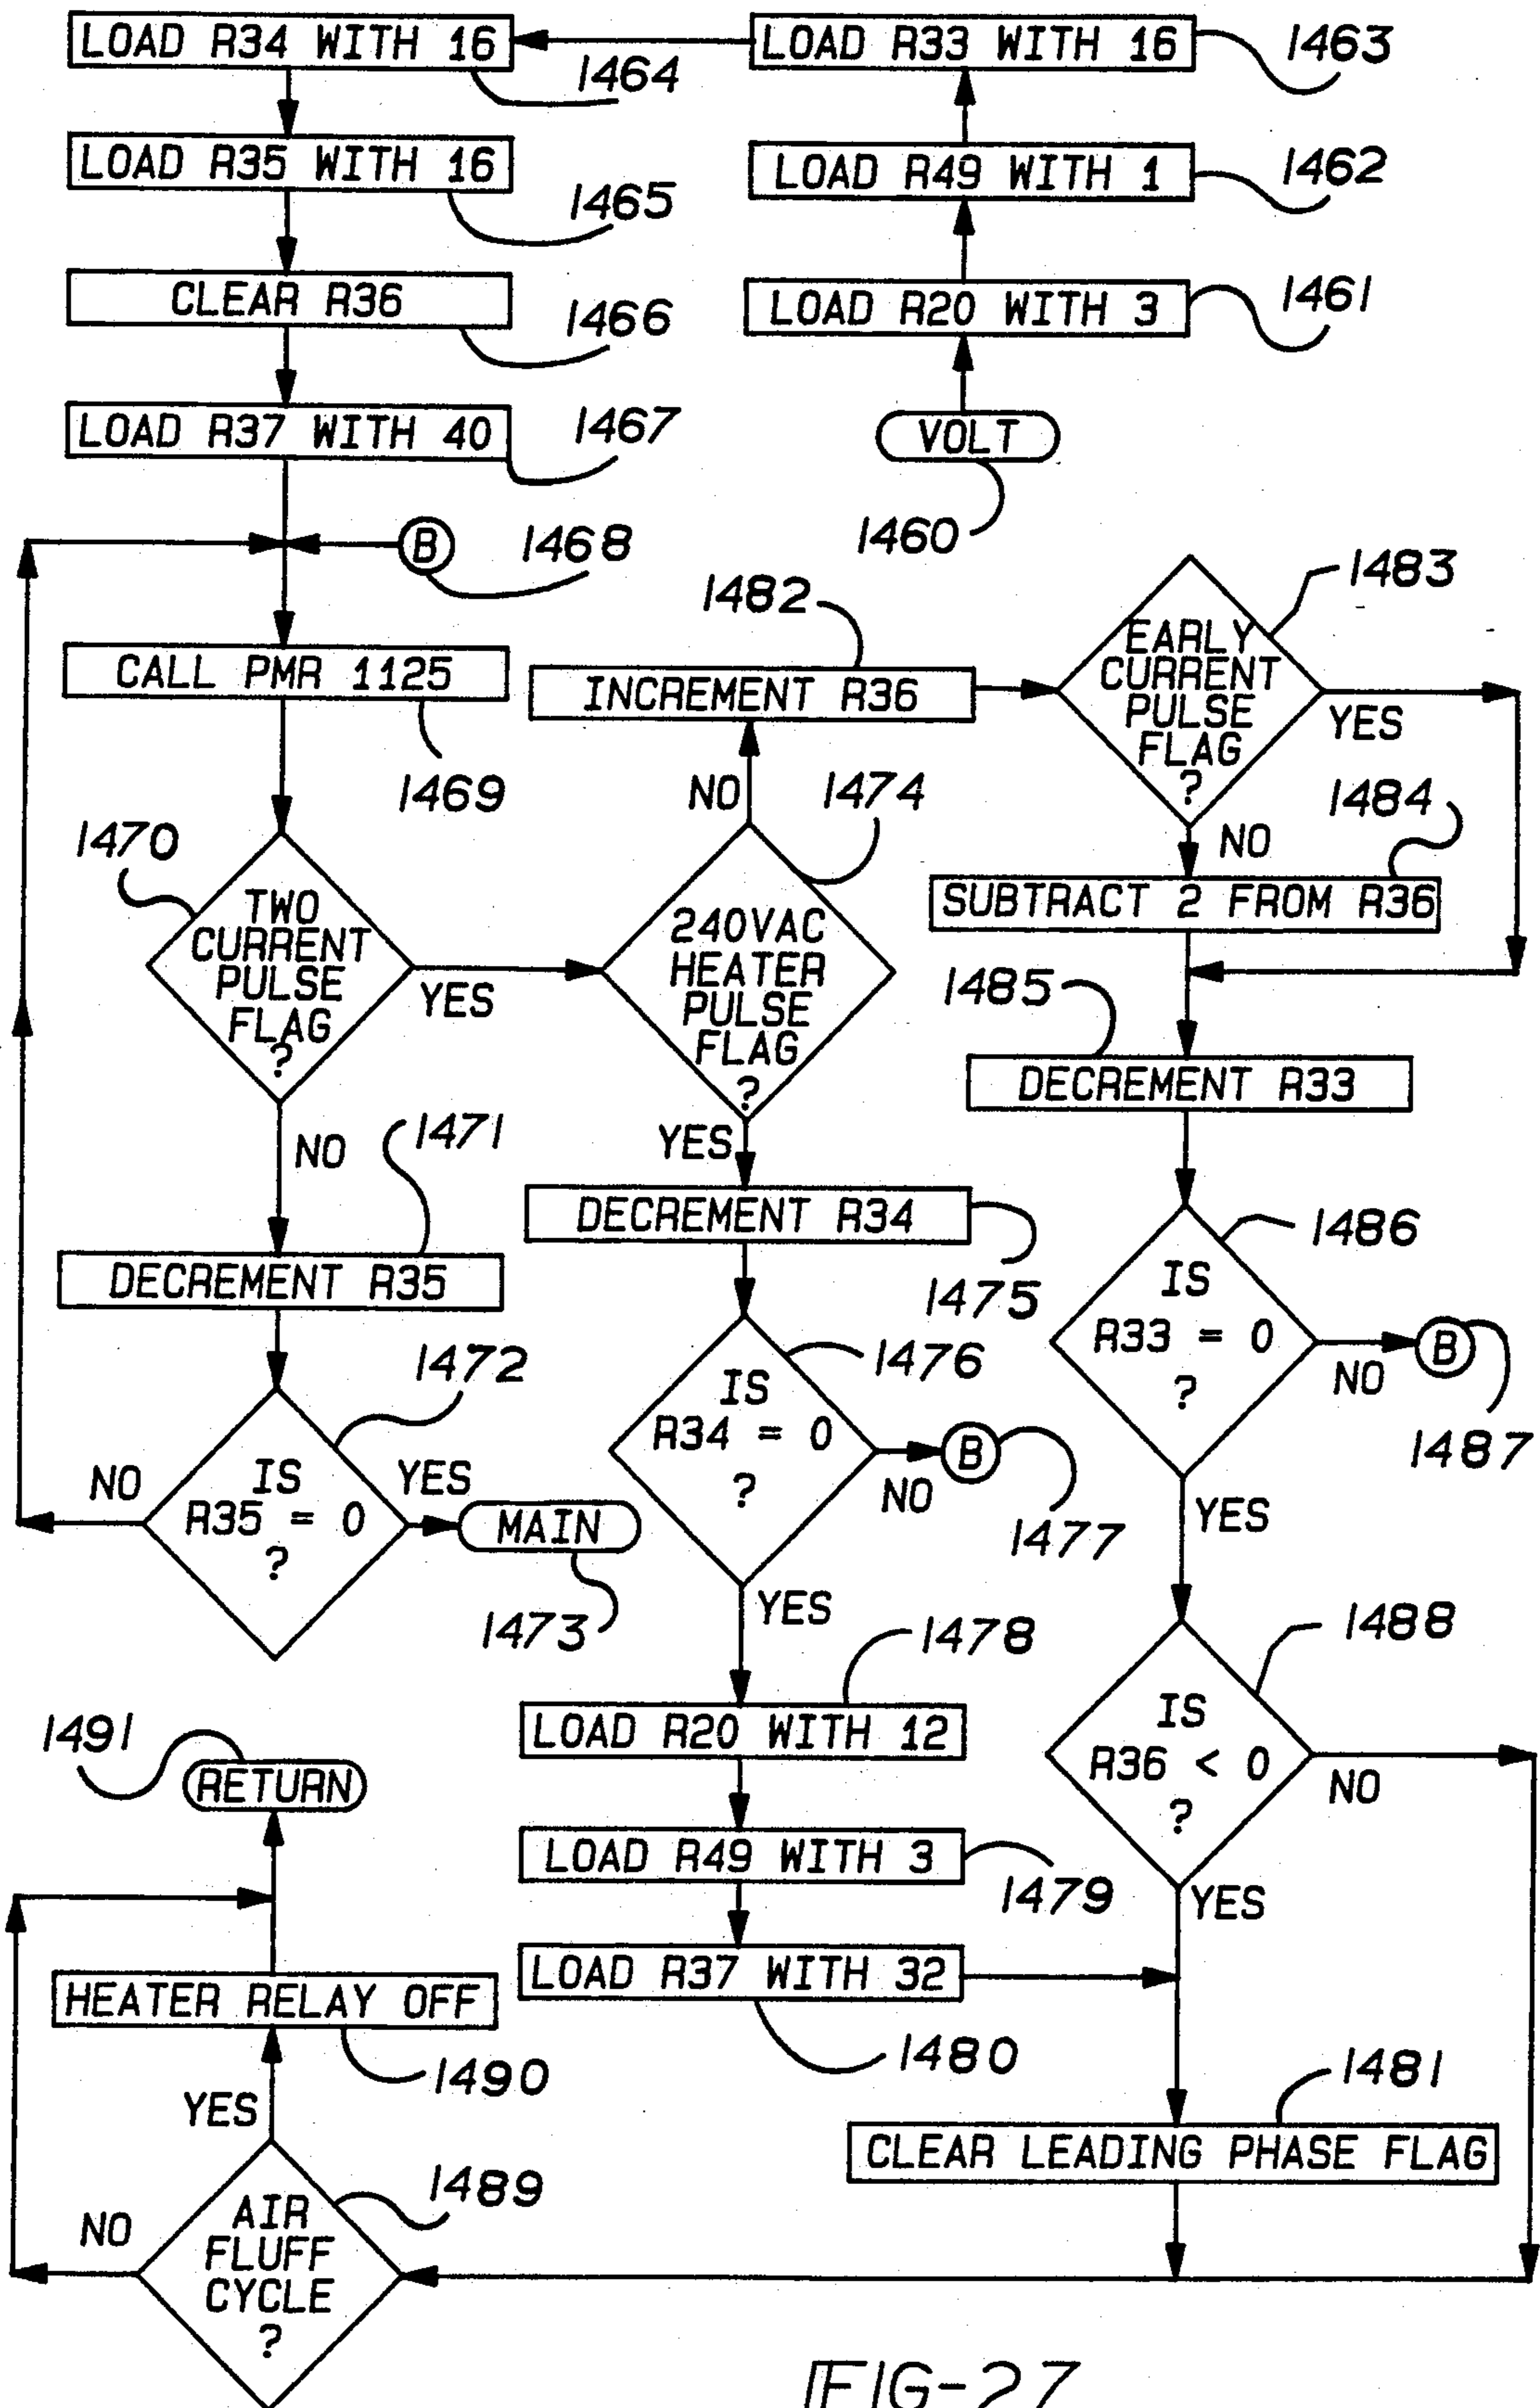 LOAD R34 WITH 16
1464
LOAD R33 WITH 16
1463
LOAD R35 WITH 16
1465
LOAD R49 WITH 1
1462
CLEAR R36
1466
LOAD R20 WITH 3
1461
LOAD R37 WITH 40
1467
VOLT
1460
B
1468
CALL PMR 1125
1469
1482
INCREMENT R36
EARLY
CURRENT
PULSE
FLAG
?
1483
YES
NO
1484
SUBTRACT 2 FROM R36
1470
TWO
CURRENT
PULSE
FLAG
?
YES
NO
NO
1474
240VAC
HEATER
PULSE
FLAG
?
YES
1485
DECREMENT R33
1471
DECREMENT R35
DECREMENT R34
1475
1486
IS
R33 = 0
?
NO
B
1487
YES
1472
IS
R35 = 0
?
NO
YES
MAIN
1473
1476
IS
R34 = 0
?
NO
B
1477
YES
1478
LOAD R20 WITH 12
1488
IS
R36 < 0
?
NO
YES
1491
RETURN
LOAD R49 WITH 3
1479
HEATER RELAY OFF
1490
LOAD R37 WITH 32
1480
1481
CLEAR LEADING PHASE FLAG
YES
1489
AIR
FLUFF
CYCLE
?
NO
FIG-27